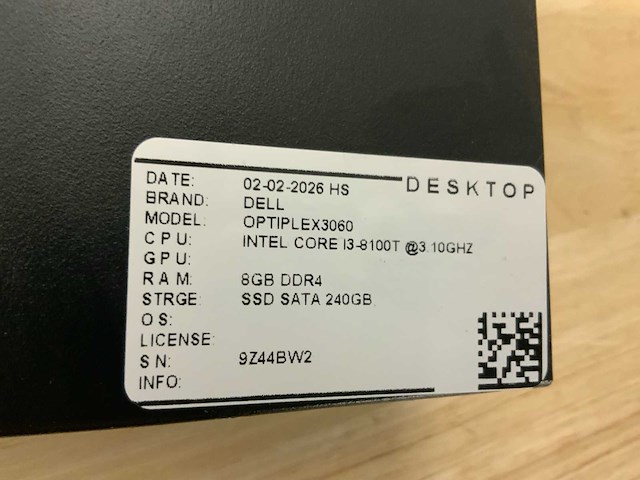 DESKTOP
DATE: 02-02-2026 HS
BRAND: DELL
MODEL: OPTIPLEX3060
CPU: INTEL CORE I3-8100T @3.10GHZ
GPU:
RAM: 8GB DDR4
STRGE: SSD SATA 240GB
OS:
LICENSE:
SN: 9Z44BW2
INFO: